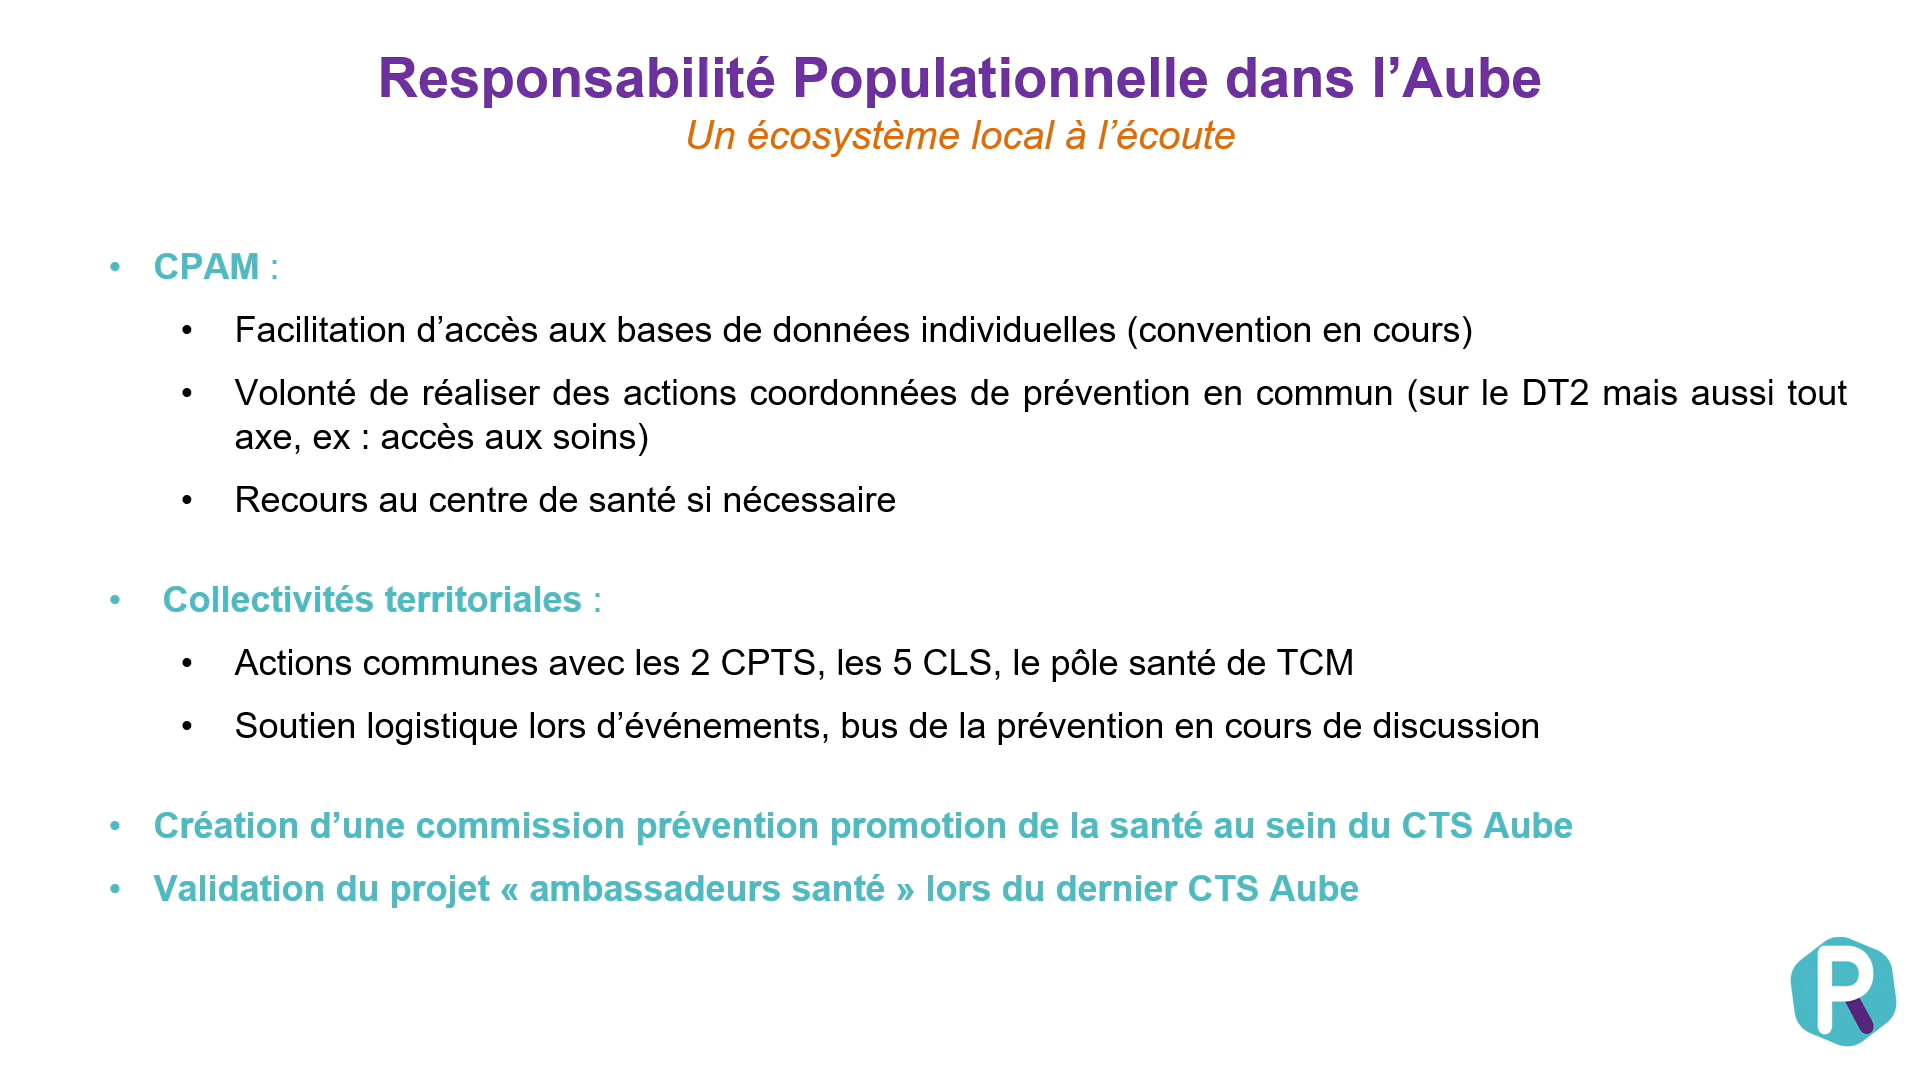 Responsabilité Populationnelle dans l’Aube
Un écosystème local à l’écoute
• CPAM :
• Facilitation d’accès aux bases de données individuelles (convention en cours)
• Volonté de réaliser des actions coordonnées de prévention en commun (sur le DT2 mais aussi tout
axe, ex : accès aux soins)
• Recours au centre de santé si nécessaire
• Collectivités territoriales :
• Actions communes avec les 2 CPTS, les 5 CLS, le pôle santé de TCM
• Soutien logistique lors d’événements, bus de la prévention en cours de discussion
• Création d’une commission prévention promotion de la santé au sein du CTS Aube
• Validation du projet « ambassadeurs santé » lors du dernier CTS Aube
R